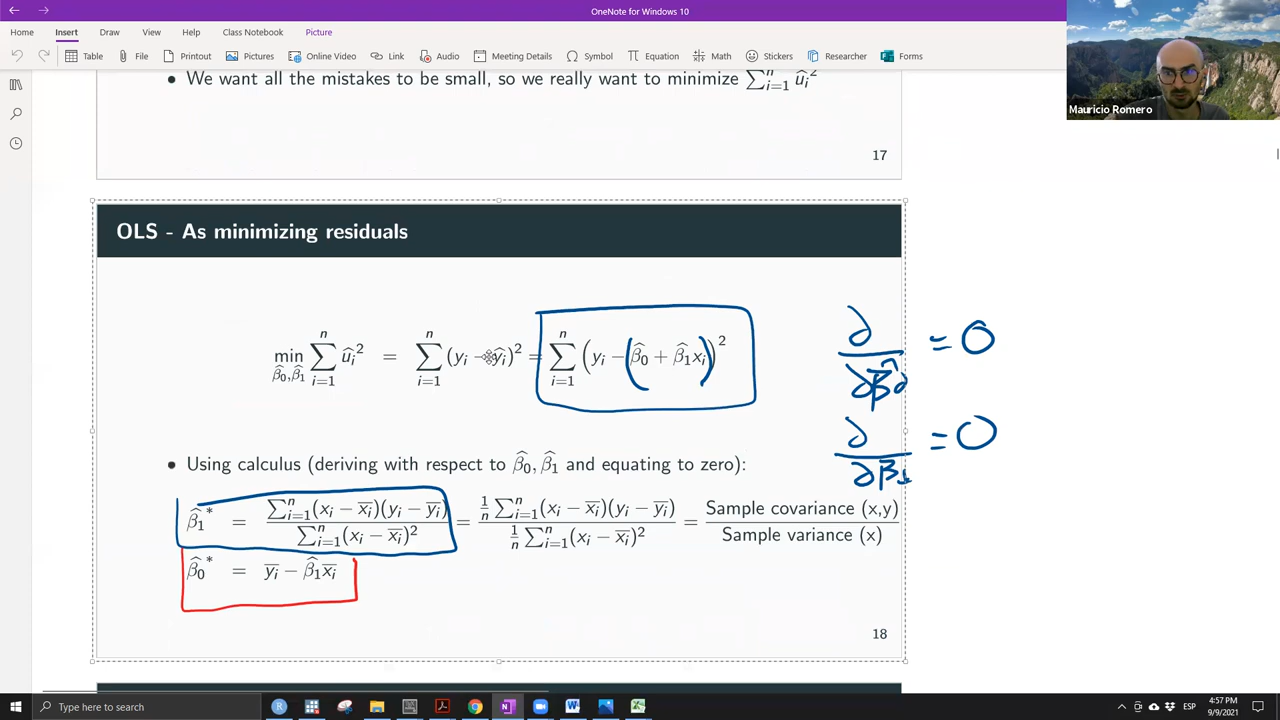 OneNote for Windows 10
Home Insert Draw View Help Class Notebook Picture
Table File Printout Pictures Online Video Link Audio Meeting Details Symbol Equation Math Stickers Researcher Forms
Mauricio Romero
• We want all the mistakes to be small, so we really want to minimize ∑ⁿᵢ₌₁ ûᵢ²
17
OLS - As minimizing residuals
min_{β̂₀,β̂₁} ∑ⁿᵢ₌₁ ûᵢ² = ∑ⁿᵢ₌₁ (yᵢ − ŷᵢ)² = ∑ⁿᵢ₌₁ (yᵢ − (β̂₀ + β̂₁xᵢ))²
∂/∂β̂₀ = 0
∂/∂β̂₁ = 0
• Using calculus (deriving with respect to β̂₀, β̂₁ and equating to zero):
β̂₁* = ∑ⁿᵢ₌₁(xᵢ − x̅ᵢ)(yᵢ − y̅ᵢ) / ∑ⁿᵢ₌₁(xᵢ − x̅ᵢ)² = 1/n ∑ⁿᵢ₌₁(xᵢ − x̅ᵢ)(yᵢ − y̅ᵢ) / 1/n ∑ⁿᵢ₌₁(xᵢ − x̅ᵢ)² = Sample covariance (x,y) / Sample variance (x)
β̂₀* = y̅ᵢ − β̂₁x̅ᵢ
18
Type here to search
ESP
4:57 PM
9/9/2021